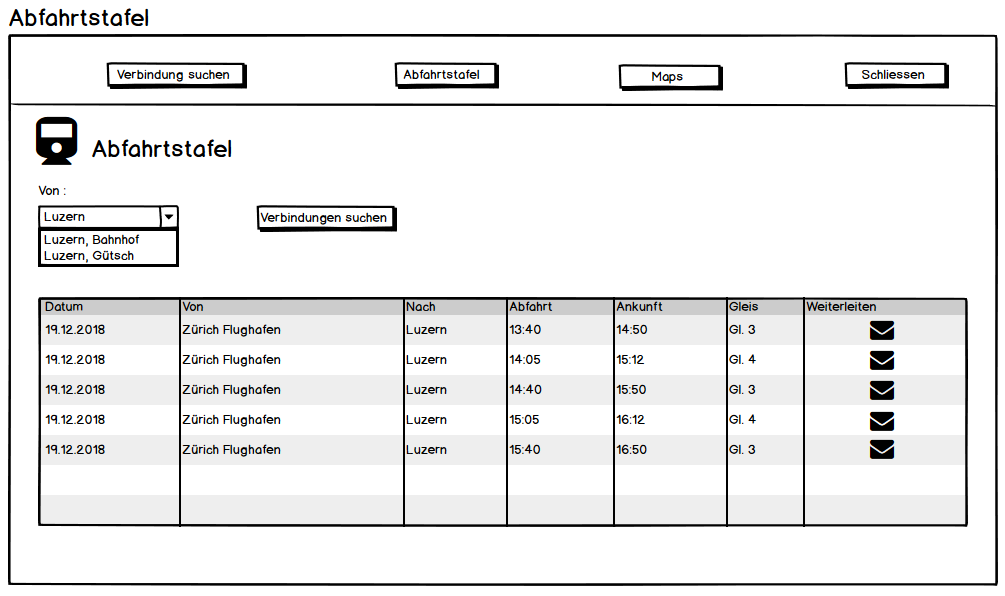 Abfahrtstafel
Verbindung suchen Abfahrtstafel Maps Schliessen
Abfahrtstafel
Von :
Luzern Verbindungen suchen
Luzern, Bahnhof
Luzern, Gütsch
Datum Von Nach Abfahrt Ankunft Gleis Weiterleiten
19.12.2018 Zürich Flughafen Luzern 13:40 14:50 Gl. 3
19.12.2018 Zürich Flughafen Luzern 14:05 15:12 Gl. 4
19.12.2018 Zürich Flughafen Luzern 14:40 15:50 Gl. 3
19.12.2018 Zürich Flughafen Luzern 15:05 16:12 Gl. 4
19.12.2018 Zürich Flughafen Luzern 15:40 16:50 Gl. 3